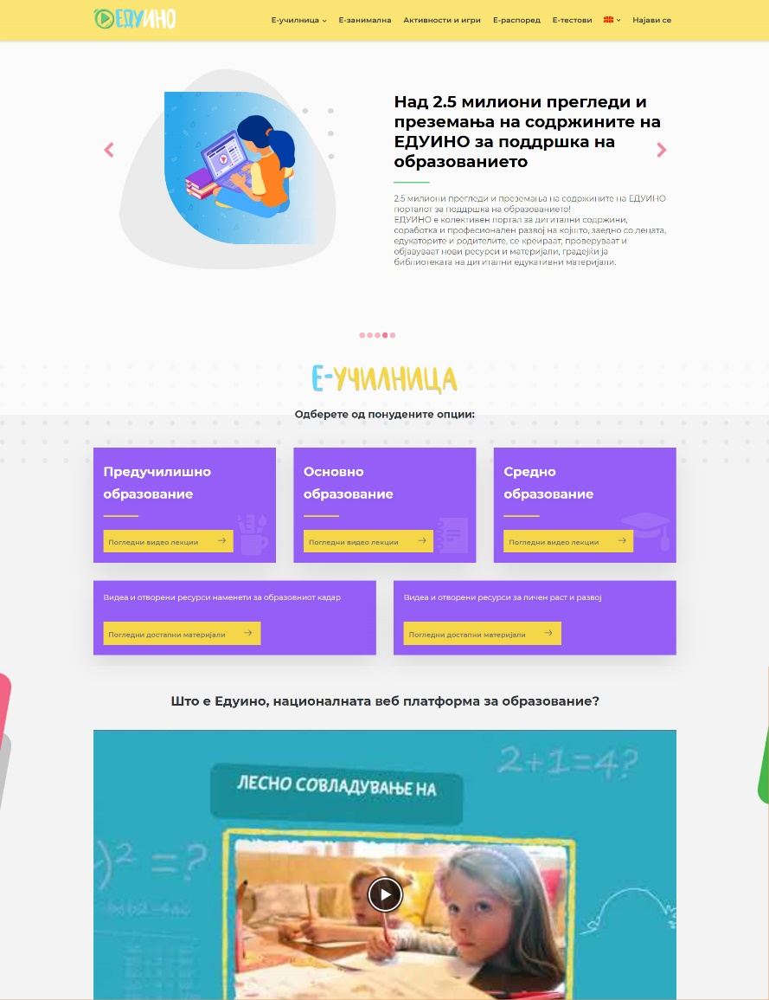 ЕДУИНО
Е-училница
Е-занимална
Активности и игри
Е-распоред
Е-тестови
Најави се
Над 2.5 милиони прегледи и
преземања на содржините на
ЕДУИНО за поддршка на
образованието
2.5 милиони прегледи и преземања на содржините на ЕДУИНО
порталот за поддршка на образованието!
ЕДУИНО е колективен портал за дигитални содржини,
соработка и професионален развој на којшто, заедно со децата,
едукаторите и родителите, се креираат, проверуваат и
објавуваат нови ресурси и материјали, градејќи ја
библиотеката на дигитални едукативни материјали.
Е-УЧИЛНИЦА
Одберете од понудените опции:
Предучилишно
образование
Погледни видео лекции
Основно
образование
Погледни видео лекции
Средно
образование
Погледни видео лекции
Видеа и отворени ресурси наменети за образовниот кадар
Погледни достапни материјали
Видеа и отворени ресурси за личен раст и развој
Погледни достапни материјали
Што е Едуино, националната веб платформа за образование?
2+1=4?
ЛЕСНО СОВЛАДУВАЊЕ НА
)² = ?